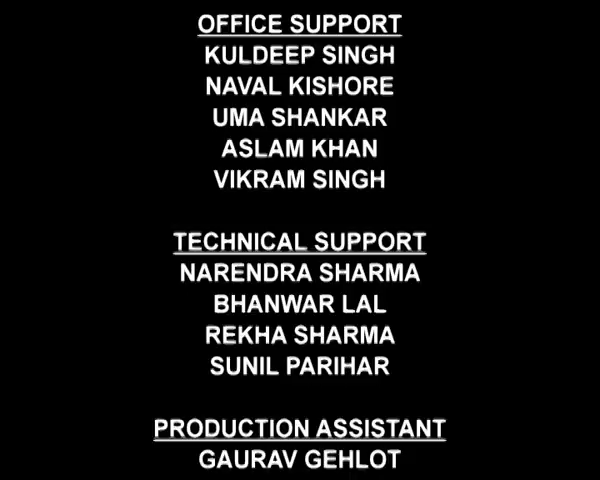 OFFICE SUPPORT
KULDEEP SINGH
NAVAL KISHORE
UMA SHANKAR
ASLAM KHAN
VIKRAM SINGH
TECHNICAL SUPPORT
NARENDRA SHARMA
BHANWAR LAL
REKHA SHARMA
SUNIL PARIHAR
PRODUCTION ASSISTANT
GAURAV GEHLOT